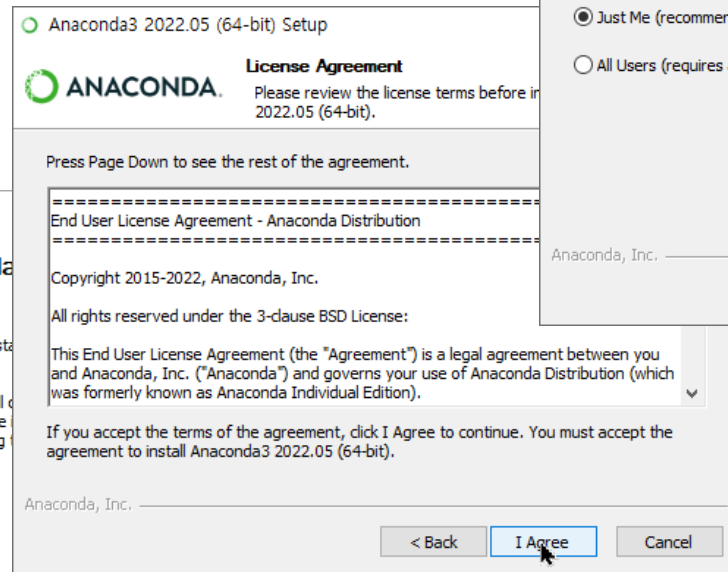 Anaconda3 2022.05 (64-bit) Setup
ANACONDA.
License Agreement
Please review the license terms before
2022.05 (64-bit).
Press Page Down to see the rest of the agreement.
==========================================
End User License Agreement - Anaconda Distribution
==========================================
Copyright 2015-2022, Anaconda, Inc.
All rights reserved under the 3-clause BSD License:
This End User License Agreement (the "Agreement") is a legal agreement between you
and Anaconda, Inc. ("Anaconda") and governs your use of Anaconda Distribution (which
was formerly known as Anaconda Individual Edition).
If you accept the terms of the agreement, click I Agree to continue. You must accept the
agreement to install Anaconda3 2022.05 (64-bit).
Anaconda, Inc.
< Back
I Agree
Cancel
Just Me
All Users (requires
Anaconda, Inc.